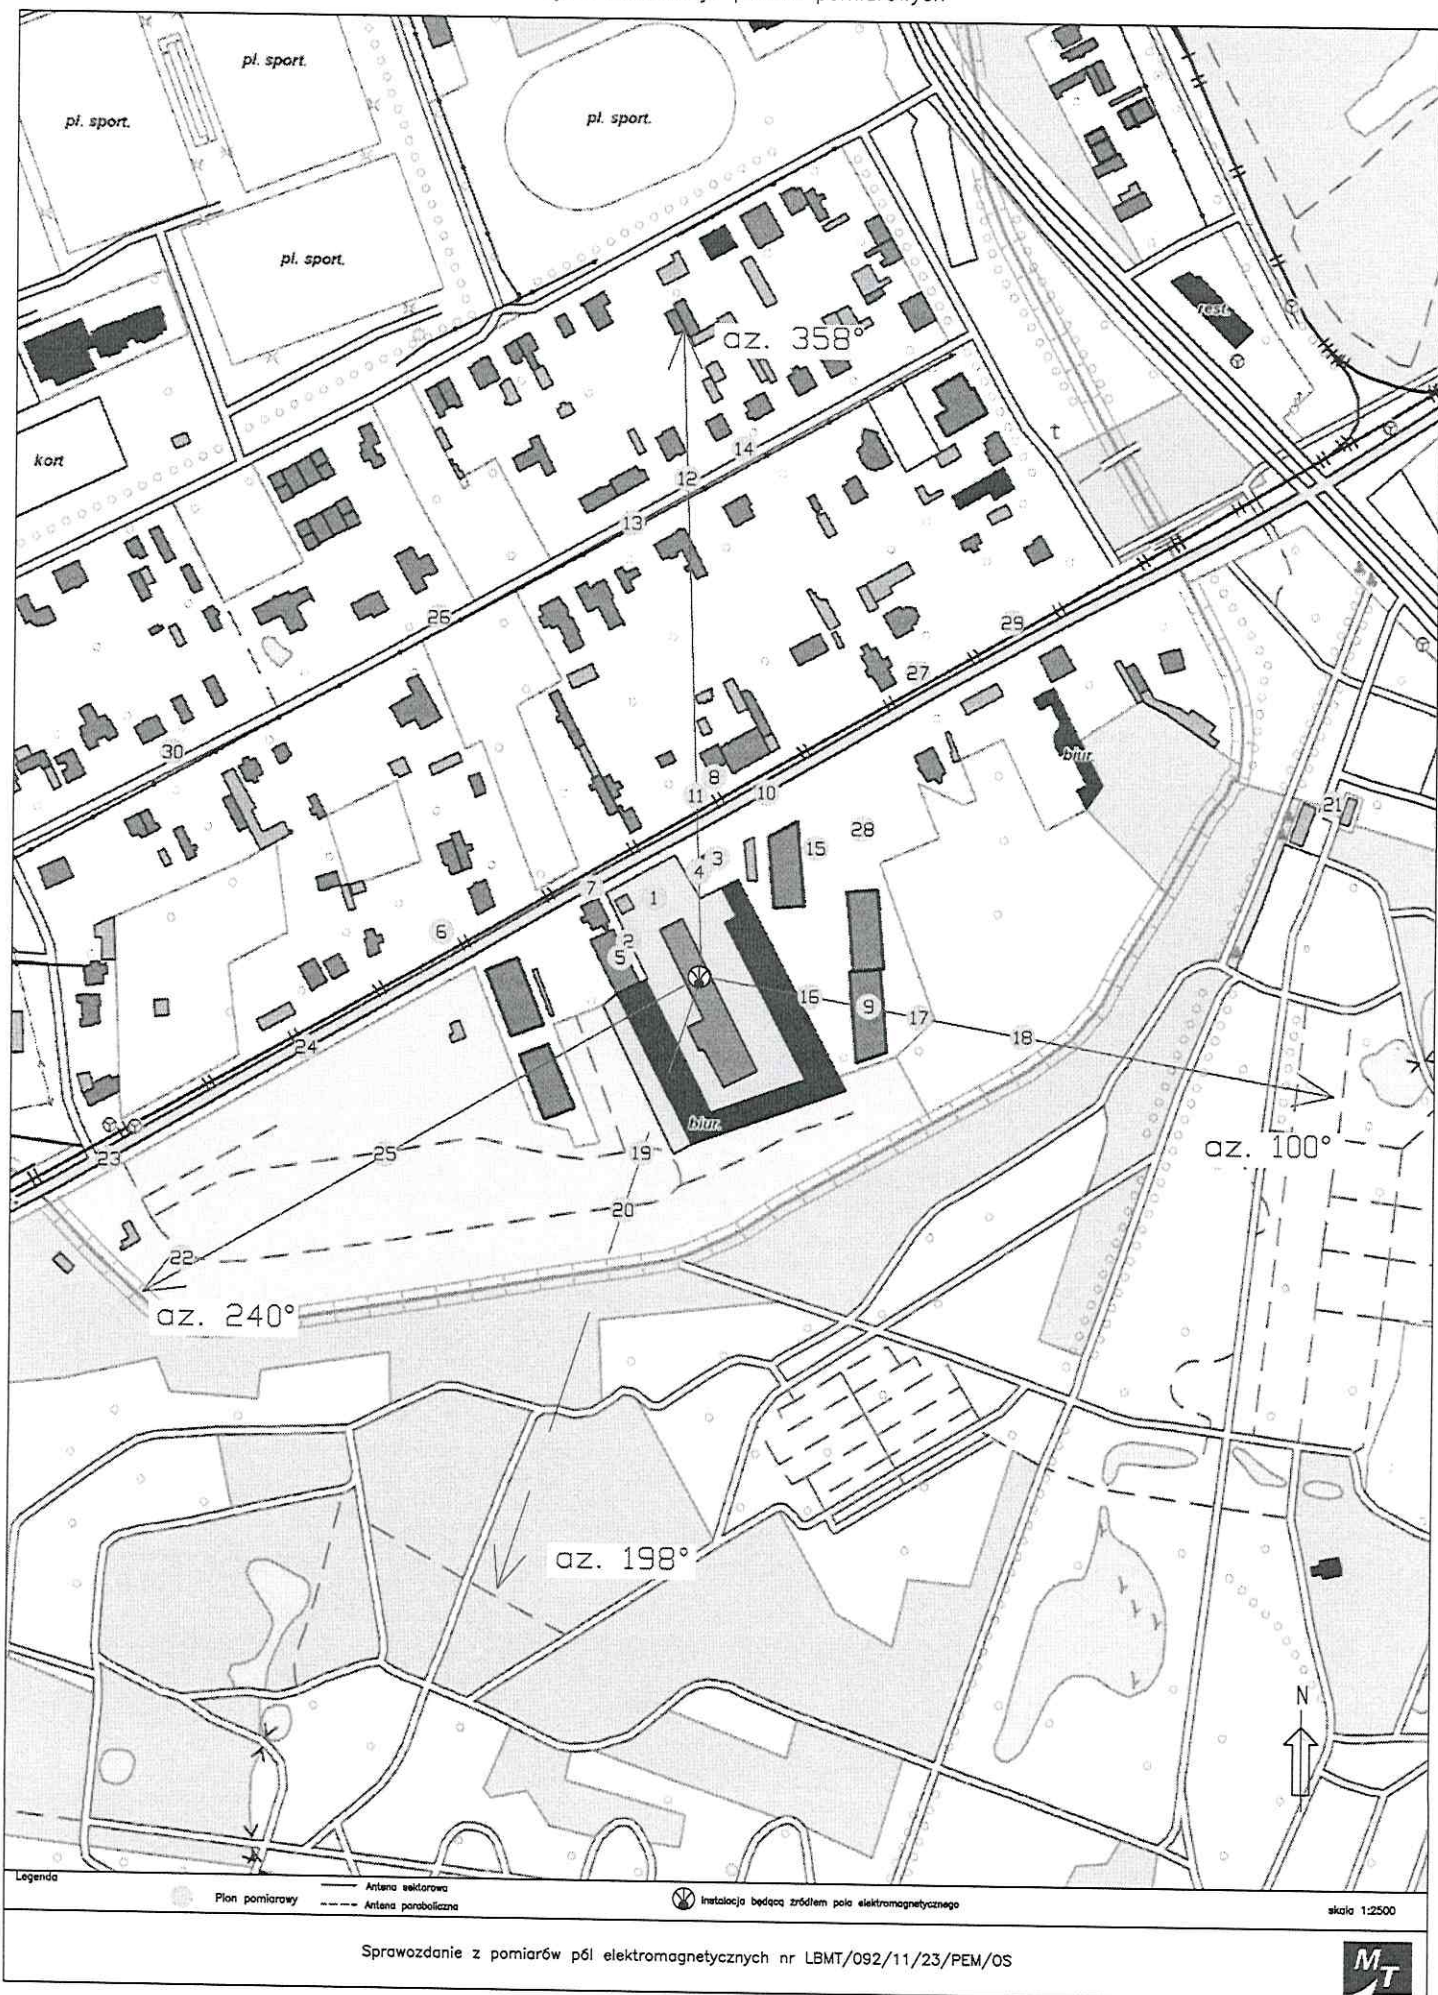 pomiarowych
pl. sport.
pl. sport.
pl. sport.
pl. sport.
az. 358°
rest.
kort
t
14
12
13
26
29
27
30
8
11
10
28
21
3
15
4
7
1
6
2
5
16
9
17
18
24
biur.
biur.
az. 100°
25
19
23
20
22
az. 240°
az. 198°
N
Legenda
Pion pomiarowy
Antena sektorowa
Antena paraboliczna
Instalacja będącą źródłem pola elektromagnetycznego
skala 1:2500
Sprawozdanie z pomiarów pól elektromagnetycznych nr LBMT/092/11/23/PEM/OS
MT